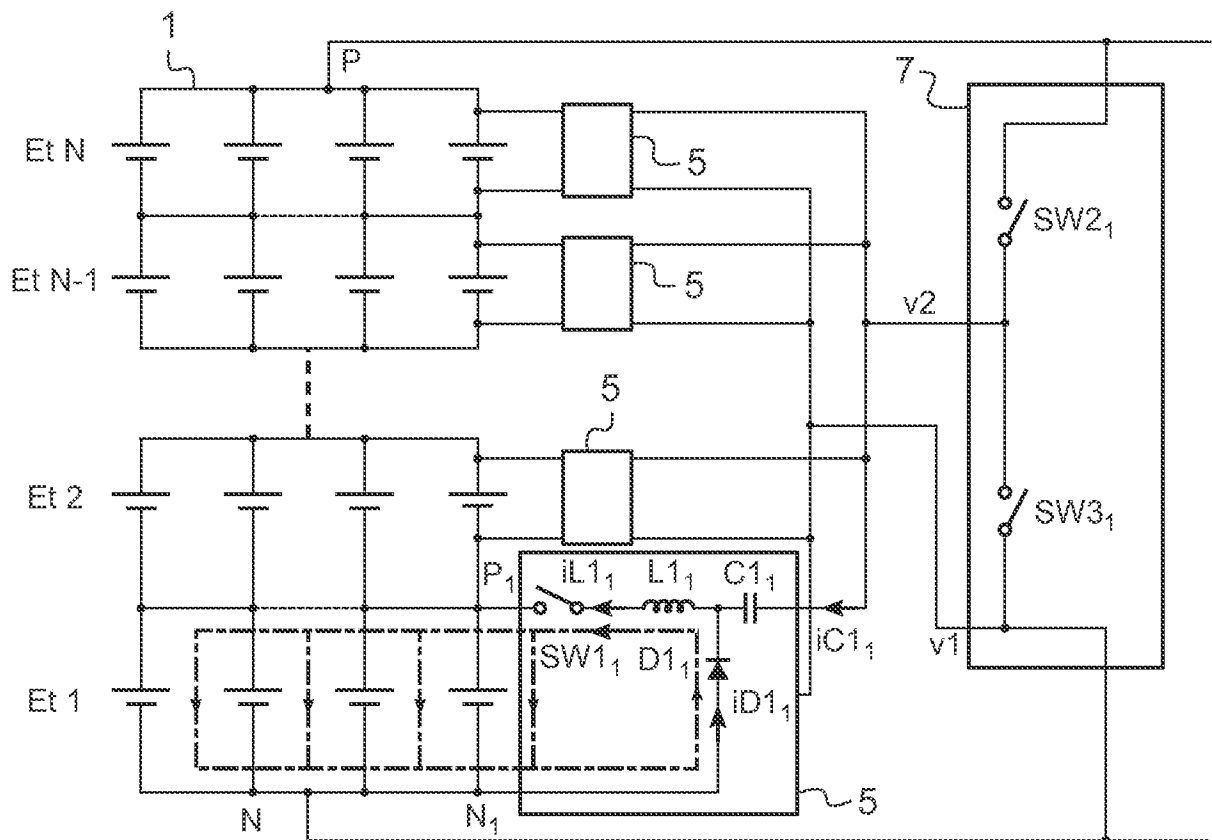 1
P
7
Et N
5
SW2₁
Et N-1
5
v2
5
Et 2
SW3₁
P₁
iL1₁
L1₁
C1₁
SW1₁
D1₁
iC1₁
v1
Et 1
iD1₁
N
N₁
5